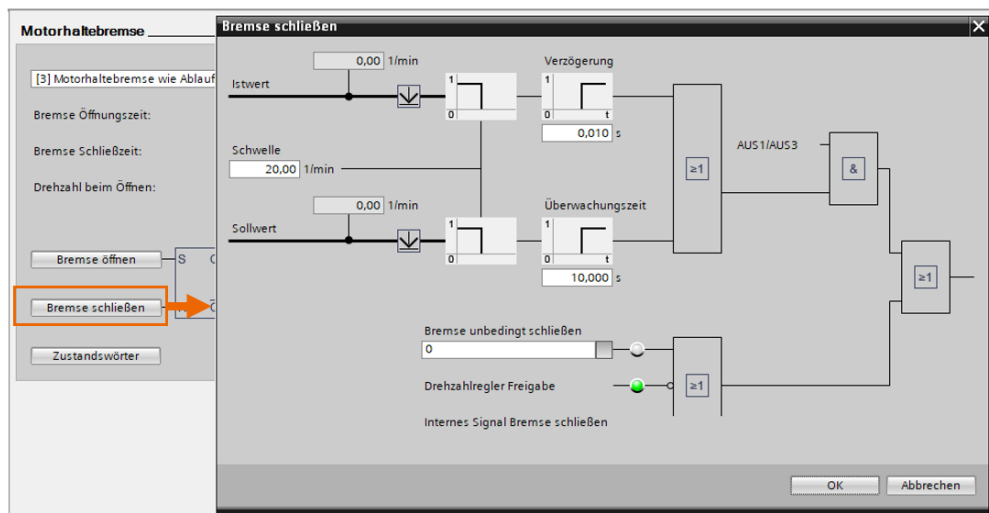 Motorhaltebremse
[3] Motorhaltebremse wie Ablauf
Bremse Öffnungszeit:
Bremse Schließzeit:
Drehzahl beim Öffnen:
Bremse öffnen
S
Bremse schließen
Zustandswörter
Bremse schließen
0,00 1/min
Istwert
Verzögerung
1
0
1
0 t
0,010 s
Schwelle
20,00 1/min
≥1
AUS1/AUS3
&
0,00 1/min
Sollwert
Überwachungszeit
1
0
1
0 t
10,000 s
≥1
Bremse unbedingt schließen
0
Drehzahlregler Freigabe
≥1
Internes Signal Bremse schließen
OK
Abbrechen